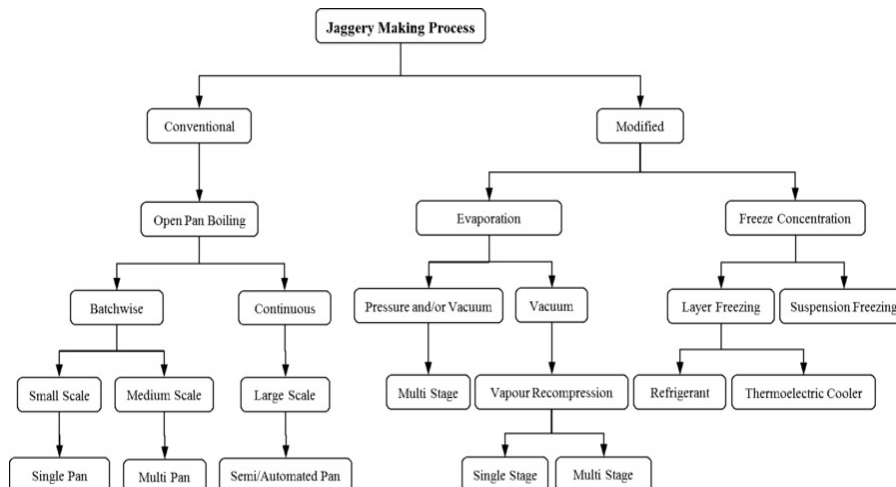 Jaggery Making Process
Conventional
Modified
Open Pan Boiling
Evaporation
Freeze Concentration
Batchwise
Continuous
Pressure and/or Vacuum
Vacuum
Layer Freezing
Suspension Freezing
Small Scale
Medium Scale
Large Scale
Multi Stage
Vapour Recompression
Refrigerant
Thermoelectric Cooler
Single Pan
Multi Pan
Semi/Automated Pan
Single Stage
Multi Stage